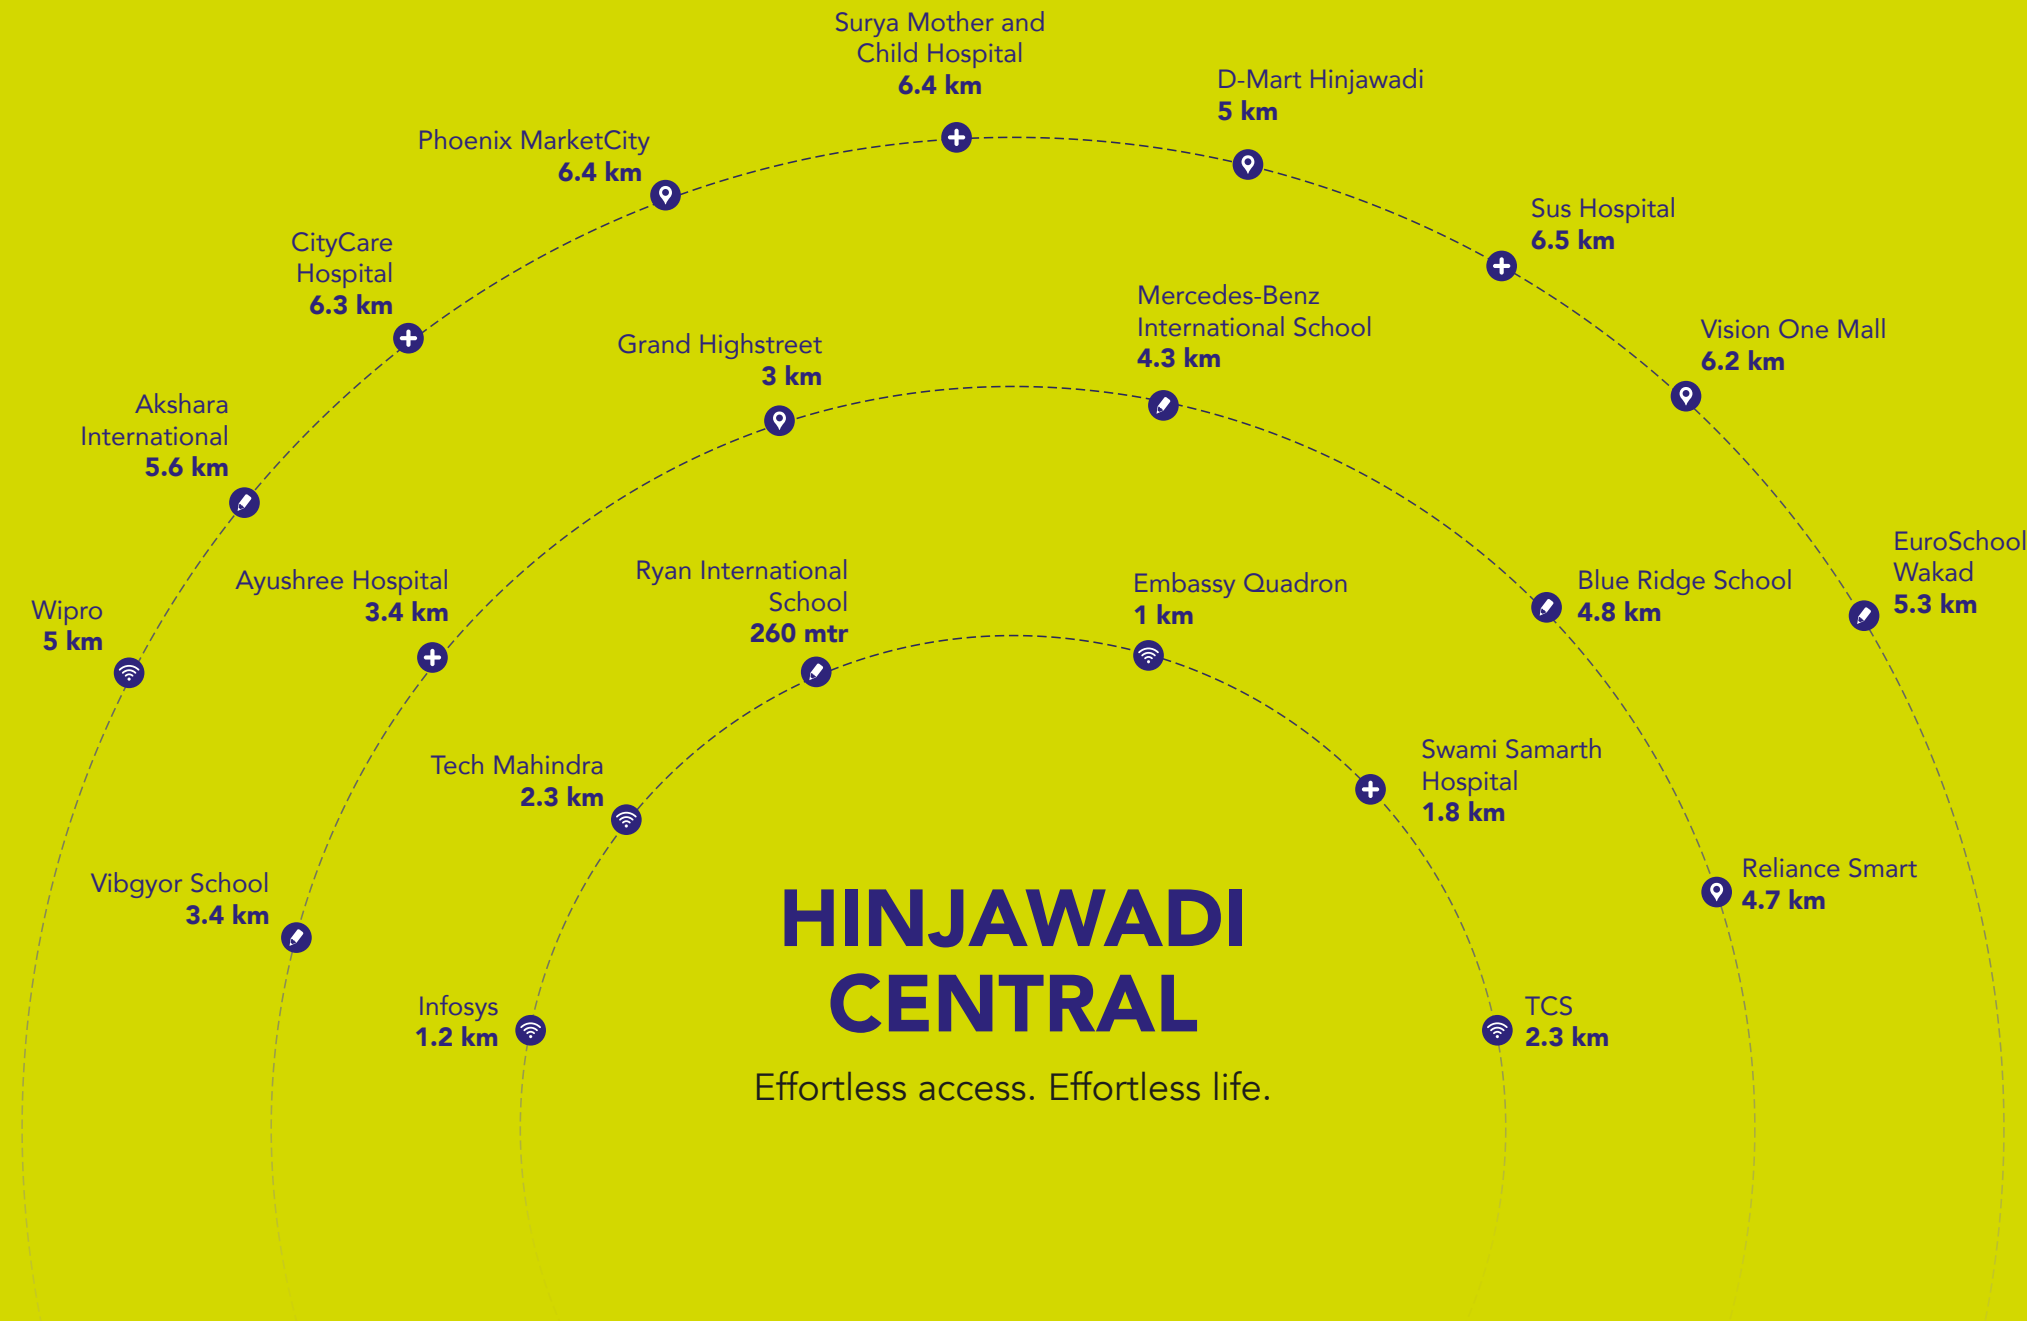 Surya Mother and
Child Hospital
6.4 km
D-Mart Hinjawadi
5 km
Phoenix MarketCity
6.4 km
Sus Hospital
6.5 km
CityCare
Hospital
6.3 km
Mercedes-Benz
International School
4.3 km
Vision One Mall
6.2 km
Grand Highstreet
3 km
Akshara
International
5.6 km
EuroSchool
Wakad
5.3 km
Ryan International
School
260 mtr
Embassy Quadron
1 km
Blue Ridge School
4.8 km
Ayushree Hospital
3.4 km
Wipro
5 km
Swami Samarth
Hospital
1.8 km
Tech Mahindra
2.3 km
Reliance Smart
4.7 km
Vibgyor School
3.4 km
Infosys
1.2 km
TCS
2.3 km
HINJAWADI
CENTRAL
Effortless access. Effortless life.